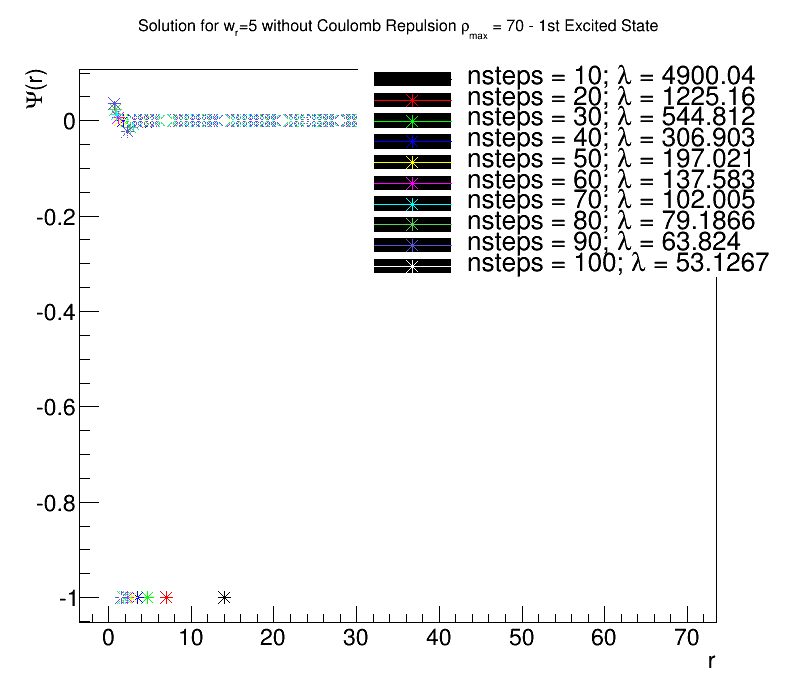 Solution for wr=5 without Coulomb Repulsion ρmax = 70 - 1st Excited State
Ψ(r)
nsteps = 10; λ = 4900.04
nsteps = 20; λ = 1225.16
nsteps = 30; λ = 544.812
nsteps = 40; λ = 306.903
nsteps = 50; λ = 197.021
nsteps = 60; λ = 137.583
nsteps = 70; λ = 102.005
nsteps = 80; λ = 79.1866
nsteps = 90; λ = 63.824
nsteps = 100; λ = 53.1267
0
-0.2
-0.4
-0.6
-0.8
-1
0 10 20 30 40 50 60 70
r